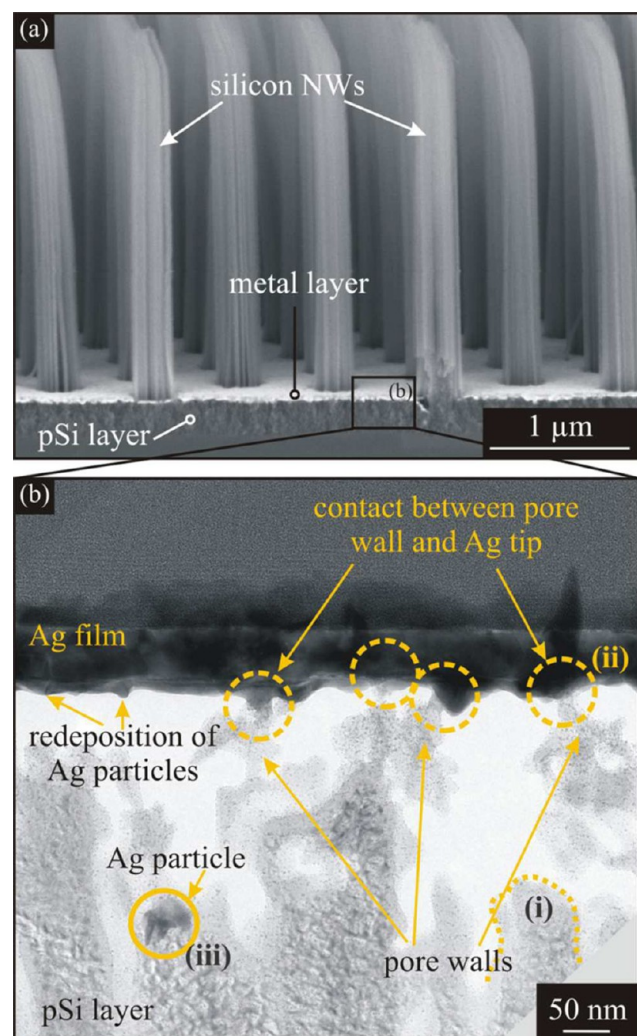 (a)
silicon NWs
metal layer
(b)
pSi layer
1 µm
(b)
contact between pore
wall and Ag tip
Ag film
(ii)
redeposition of
Ag particles
Ag particle
(i)
(iii)
pore walls
pSi layer
50 nm